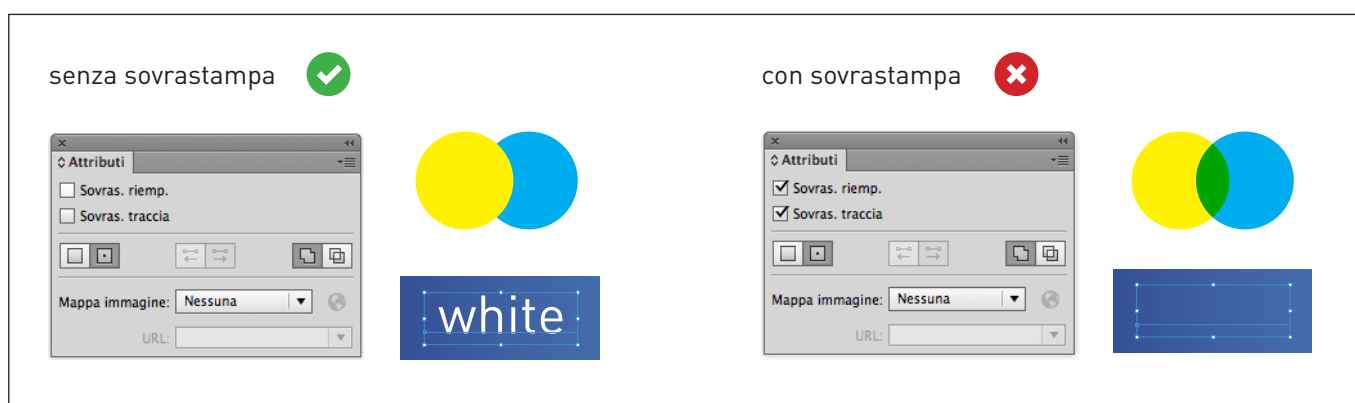 senza sovrastampa
Attributi
Sovras. riemp.
Sovras. traccia
Mappa immagine: Nessuna
URL:
white
con sovrastampa
Attributi
Sovras. riemp.
Sovras. traccia
Mappa immagine: Nessuna
URL: